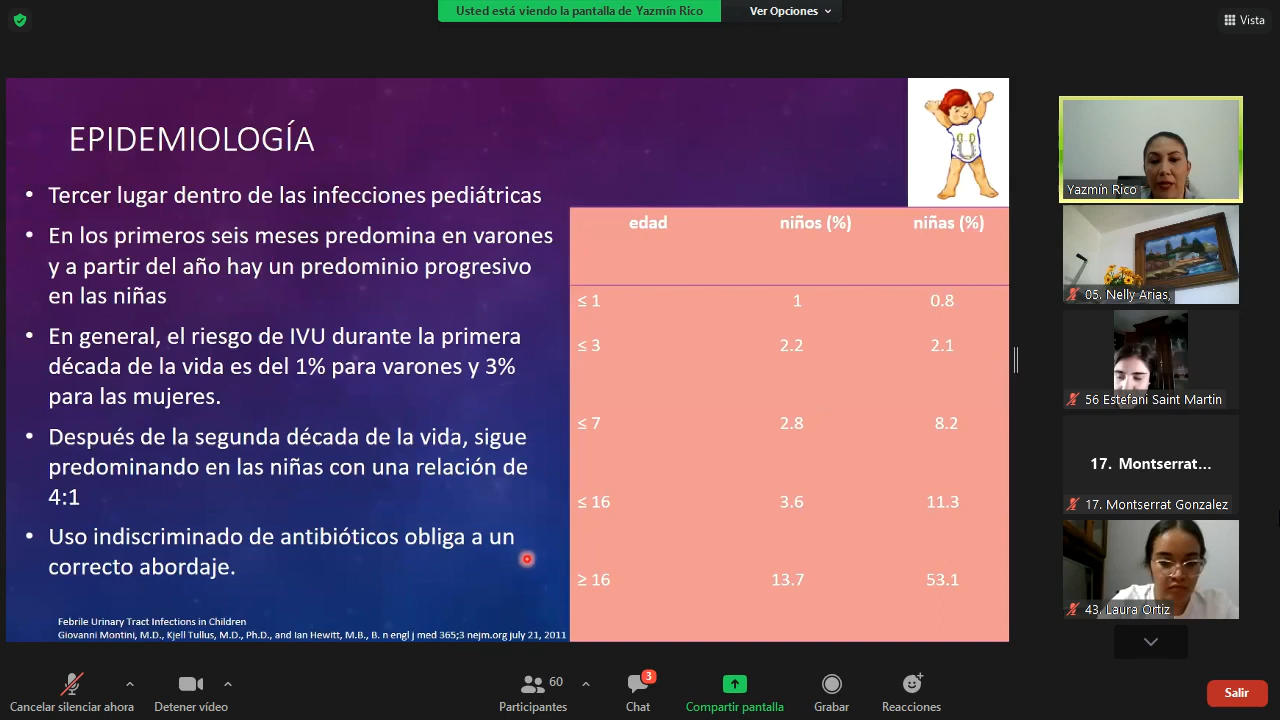 Usted está viendo la pantalla de Yazmín Rico
Ver Opciones
Vista
EPIDEMIOLOGÍA
• Tercer lugar dentro de las infecciones pediátricas
• En los primeros seis meses predomina en varones
y a partir del año hay un predominio progresivo
en las niñas
• En general, el riesgo de IVU durante la primera
década de la vida es del 1% para varones y 3%
para las mujeres.
• Después de la segunda década de la vida, sigue
predominando en las niñas con una relación de
4:1
• Uso indiscriminado de antibióticos obliga a un
correcto abordaje.
Febrile Urinary Tract Infections in Children
Giovanni Montini, M.D., Kjell Tullus, M.D., Ph.D., and Ian Hewitt, M.B., B. n engl j med 365;3 nejm.org july 21, 2011
edad niños (%) niñas (%)
≤ 1 1 0.8
≤ 3 2.2 2.1
≤ 7 2.8 8.2
≤ 16 3.6 11.3
≥ 16 13.7 53.1
Yazmín Rico
05. Nelly Arias,
56 Estefani Saint Martin
17. Montserrat...
17. Montserrat Gonzalez
43. Laura Ortiz
Cancelar silenciar ahora
Detener vídeo
60
Participantes
3
Chat
Compartir pantalla
Grabar
Reacciones
Salir